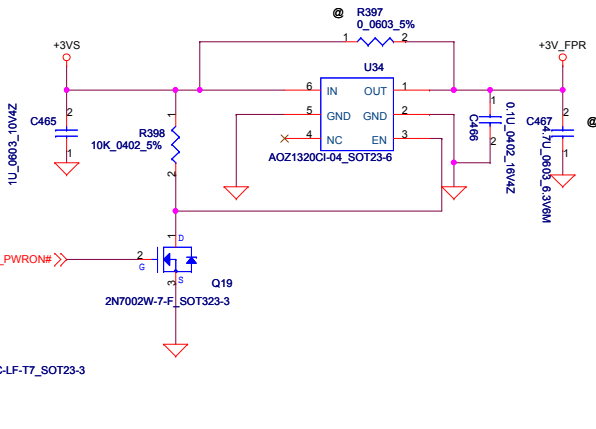 @ R397
0_0603_5%
1 2
+3VS
+3V_FPR
U34
6 IN OUT 1
5 GND GND 2
4 NC EN 3
AOZ1320CI-04_SOT23-6
C465
2
1
1U_0603_10V4Z
R398
10K_0402_5%
1
2
1
C466
2
0.1U_0402_16V4Z
C467
2
1
@
4.7U_0603_6.3V6M
_PWRON#
2
G
1
D
3
S
Q19
2N7002W-7-F_SOT323-3
C-LF-T7_SOT23-3